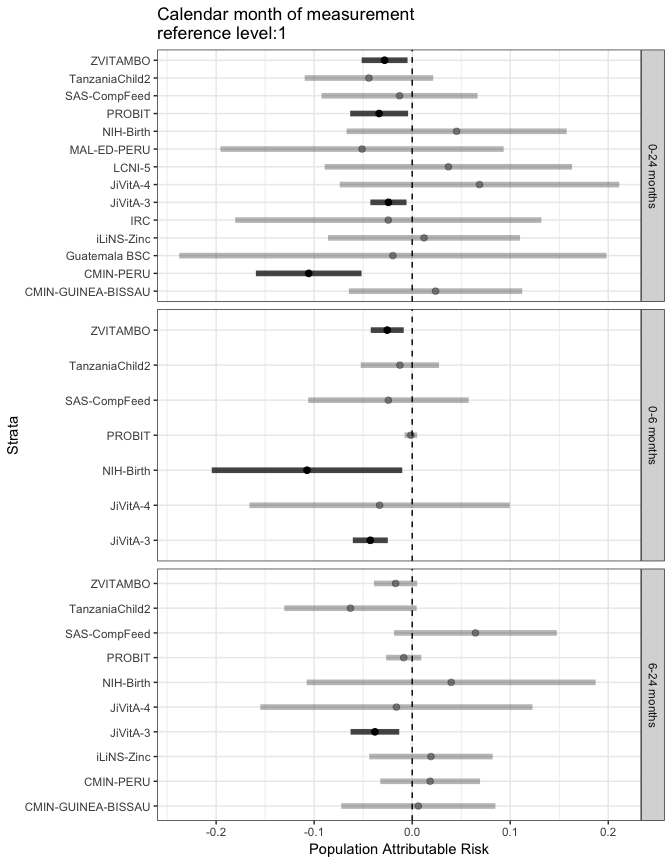 Calendar month of measurement
reference level:1
Strata
ZVITAMBO
TanzaniaChild2
SAS-CompFeed
PROBIT
NIH-Birth
MAL-ED-PERU
LCNI-5
JiVitA-4
JiVitA-3
IRC
iLiNS-Zinc
Guatemala BSC
CMIN-PERU
CMIN-GUINEA-BISSAU
0-24 months
ZVITAMBO
TanzaniaChild2
SAS-CompFeed
PROBIT
NIH-Birth
JiVitA-4
JiVitA-3
0-6 months
ZVITAMBO
TanzaniaChild2
SAS-CompFeed
PROBIT
NIH-Birth
JiVitA-4
JiVitA-3
iLiNS-Zinc
CMIN-PERU
CMIN-GUINEA-BISSAU
6-24 months
-0.2 -0.1 0.0 0.1 0.2
Population Attributable Risk